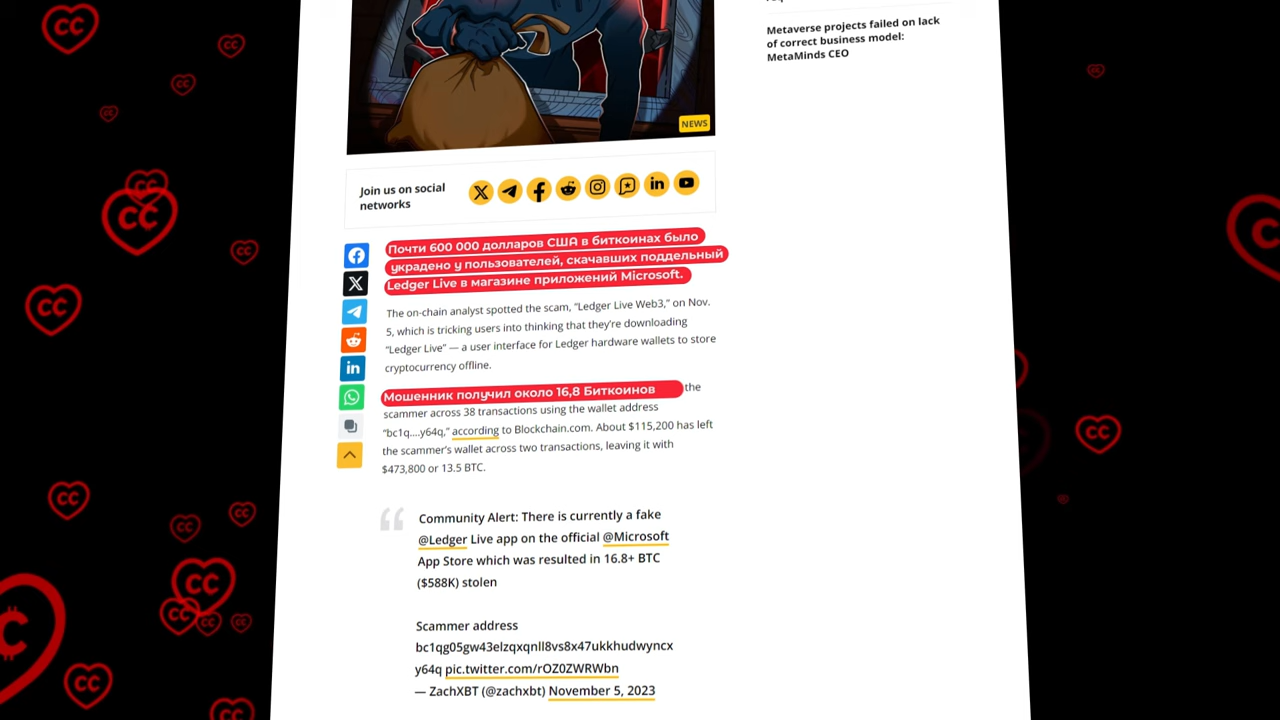 Metaverse projects failed on lack
of correct business model:
MetaMinds CEO
NEWS
Join us on social
networks
Почти 600 000 долларов США в биткоинах было
украдено у пользователей, скачавших поддельный
Ledger Live в магазине приложений Microsoft.
The on-chain analyst spotted the scam, “Ledger Live Web3,” on Nov.
5, which is tricking users into thinking that they’re downloading
“Ledger Live” — a user interface for Ledger hardware wallets to store
cryptocurrency offline.
Мошенник получил около 16,8 Биткоинов the
scammer across 38 transactions using the wallet address
“bc1q....y64q,” according to Blockchain.com. About $115,200 has left
the scammer’s wallet across two transactions, leaving it with
$473,800 or 13.5 BTC.
Community Alert: There is currently a fake
@Ledger Live app on the official @Microsoft
App Store which was resulted in 16.8+ BTC
($588K) stolen
Scammer address
bc1qg05gw43elzqxqnll8vs8x47ukkhudwyncx
y64q pic.twitter.com/rOZ0ZWRWbn
— ZachXBT (@zachxbt) November 5, 2023